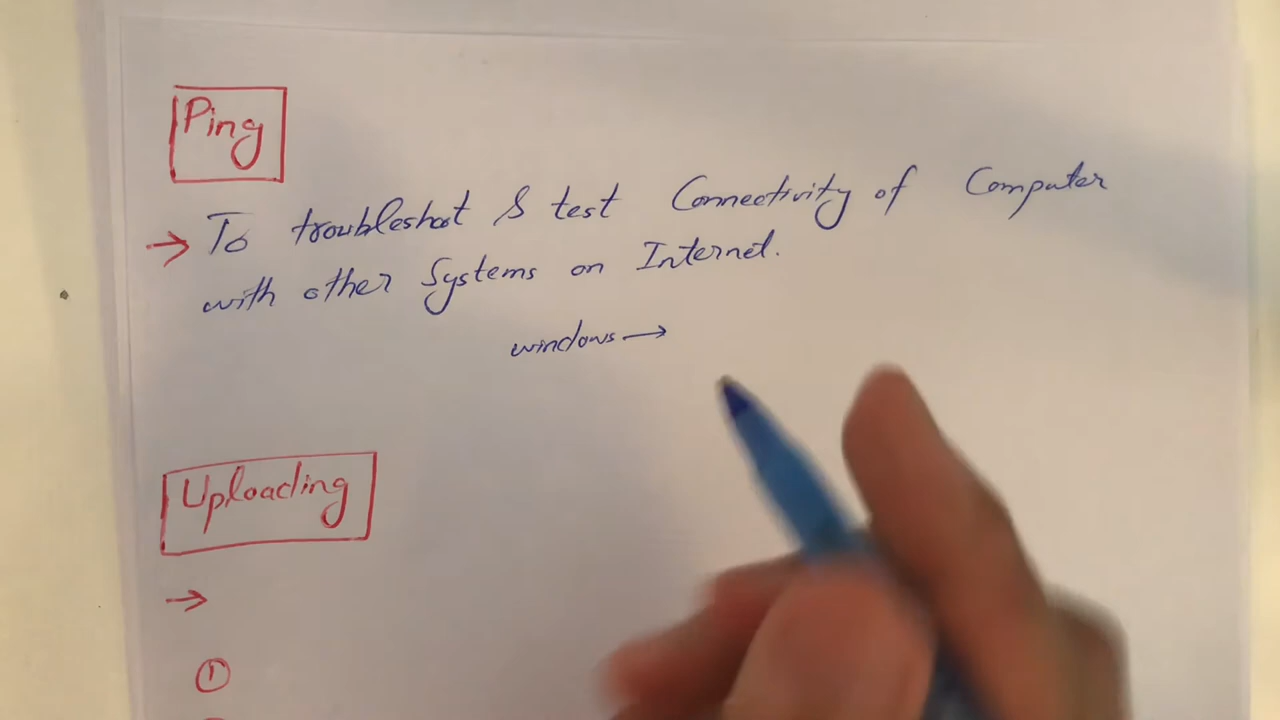 Ping
→ To troubleshoot & test Connectivity of Computer
with other Systems on Internet.
windows →
Uploading
→
①